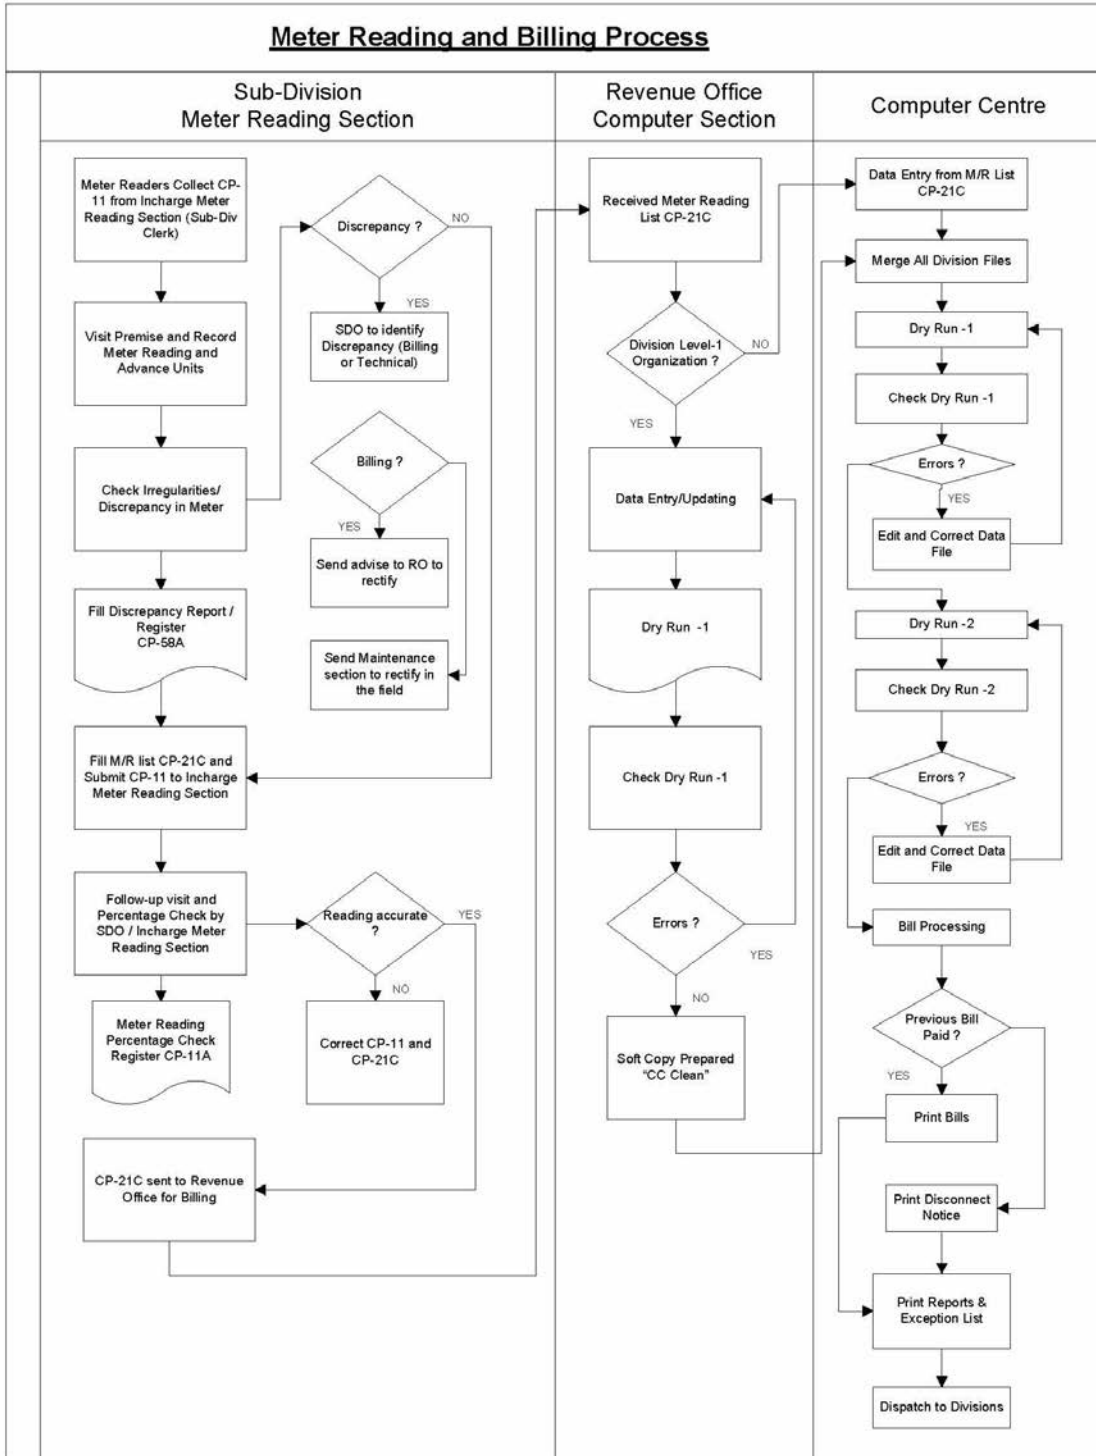 Meter Reading and Billing Process
Sub-Division
Meter Reading Section
Revenue Office
Computer Section
Computer Centre
Meter Readers Collect CP-
11 from Incharge Meter
Reading Section (Sub-Div
Clerk)
Visit Premise and Record
Meter Reading and
Advance Units
Check Irregularities/
Discrepancy in Meter
Fill Discrepancy Report /
Register
CP-58A
Fill M/R list CP-21C and
Submit CP-11 to Incharge
Meter Reading Section
Follow-up visit and
Percentage Check by
SDO / Incharge Meter
Reading Section
Meter Reading
Percentage Check
Register CP-11A
CP-21C sent to Revenue
Office for Billing
Discrepancy ?
NO
YES
SDO to identify
Discrepancy (Billing
or Technical)
Billing ?
YES
Send advise to RO to
rectify
Send Maintenance
section to rectify in
the field
Reading accurate
?
YES
NO
Correct CP-11 and
CP-21C
Received Meter Reading
List CP-21C
Division Level-1
Organization ?
NO
YES
Data Entry/Updating
Dry Run -1
Check Dry Run -1
Errors ?
YES
NO
Soft Copy Prepared
"CC Clean"
Data Entry from M/R List
CP-21C
Merge All Division Files
Dry Run -1
Check Dry Run -1
Errors ?
YES
Edit and Correct Data
File
Dry Run -2
Check Dry Run -2
Errors ?
YES
Edit and Correct Data
File
Bill Processing
Previous Bill
Paid ?
YES
Print Bills
Print Disconnect
Notice
Print Reports &
Exception List
Dispatch to Divisions